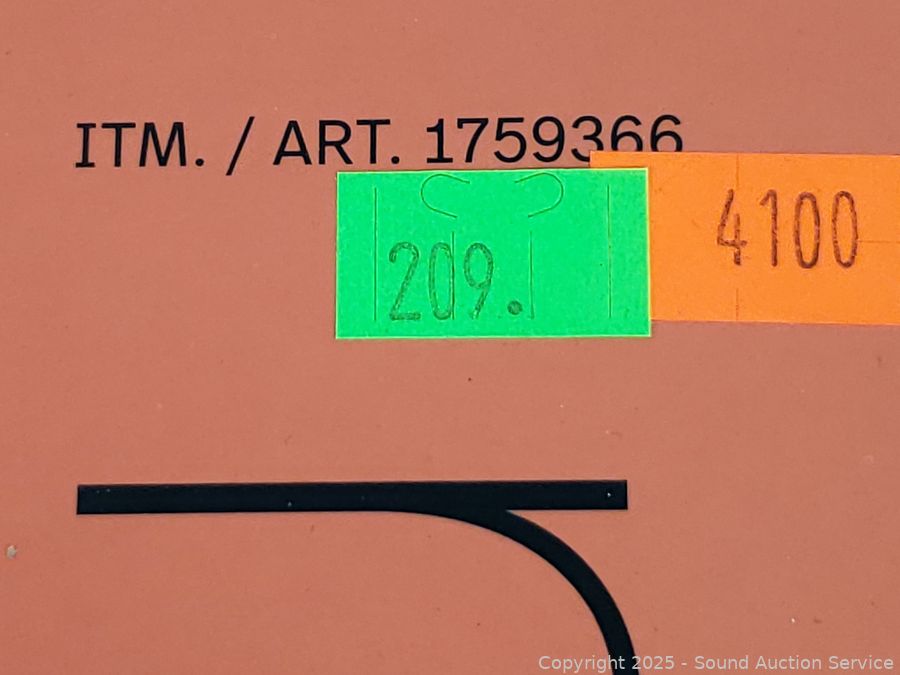 ITM. / ART. 1759366
4100
209.
Copyright 2025 - Sound Auction Service